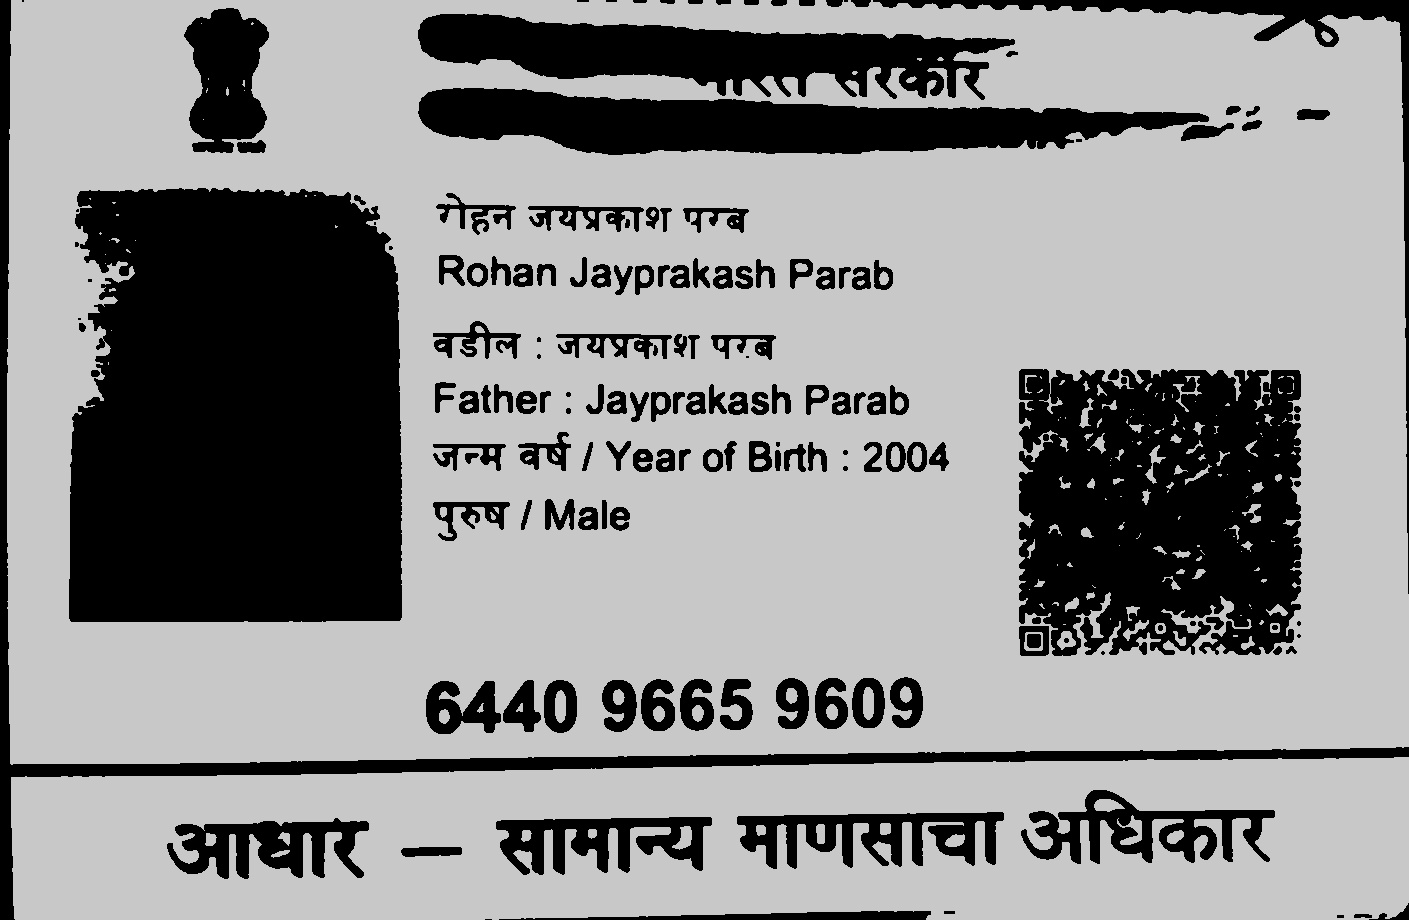 सरकार
रोहन जयप्रकाश परब
Rohan Jayprakash Parab
वडील : जयप्रकाश परब
Father : Jayprakash Parab
जन्म वर्ष / Year of Birth : 2004
पुरुष / Male
6440 9665 9609
आधार – सामान्य माणसाचा अधिकार